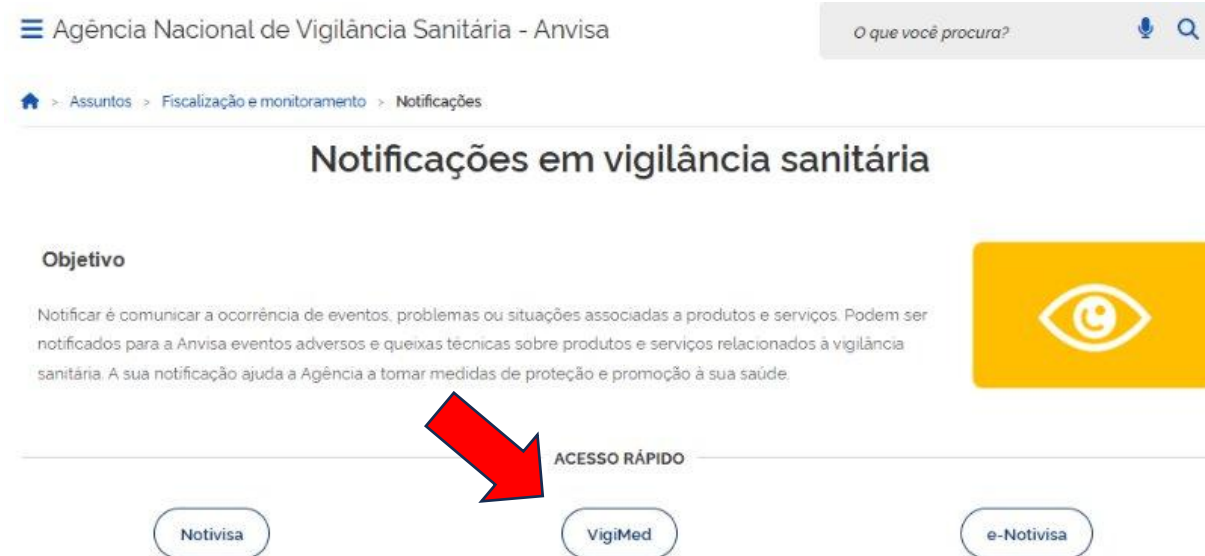 Agência Nacional de Vigilância Sanitária - Anvisa
O que você procura?
> Assuntos > Fiscalização e monitoramento > Notificações
Notificações em vigilância sanitária
Objetivo
Notificar é comunicar a ocorrência de eventos, problemas ou situações associadas a produtos e serviços. Podem ser
notificados para a Anvisa eventos adversos e queixas técnicas sobre produtos e serviços relacionados à vigilância
sanitária. A sua notificação ajuda a Agência a tomar medidas de proteção e promoção à sua saúde.
ACESSO RÁPIDO
Notivisa
VigiMed
e-Notivisa